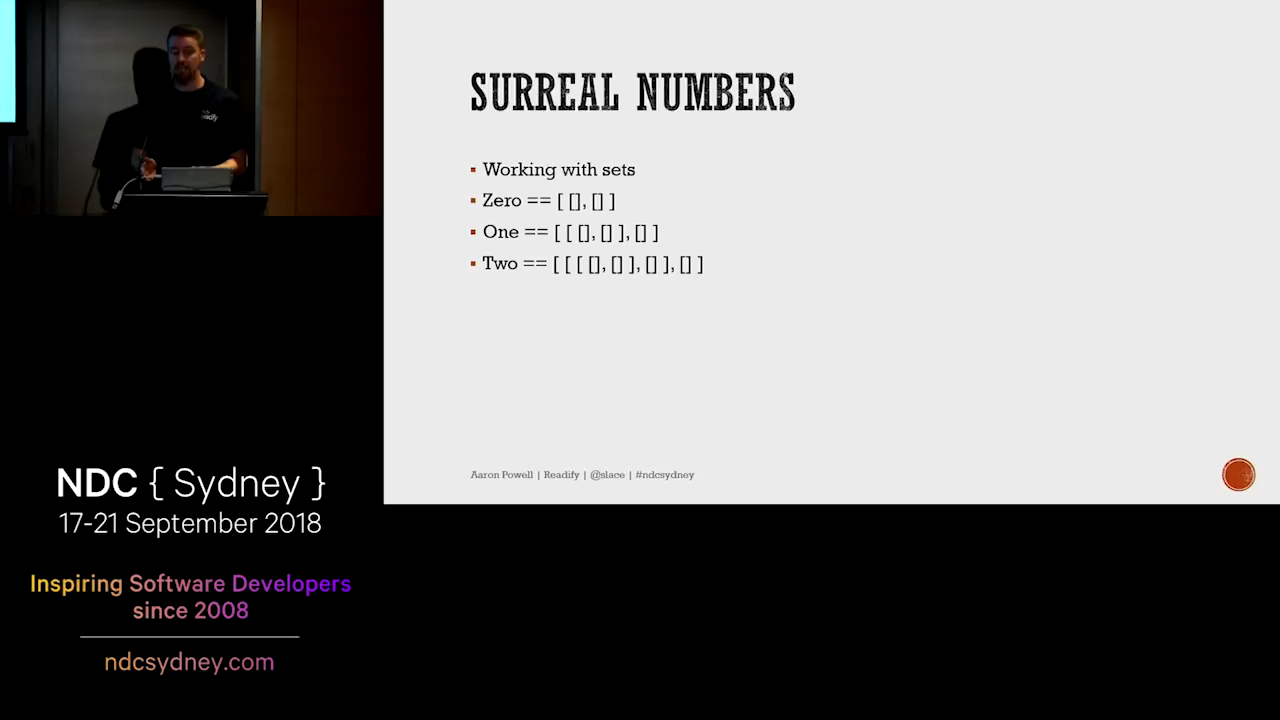 SURREAL NUMBERS
Working with sets
Zero == [ [], [] ]
One == [ [ [], [] ], [] ]
Two == [ [ [ [], [] ], [] ], [] ]
Aaron Powell | Readify | @slace | #ndcsydney
NDC { Sydney }
17-21 September 2018
Inspiring Software Developers
since 2008
ndcsydney.com